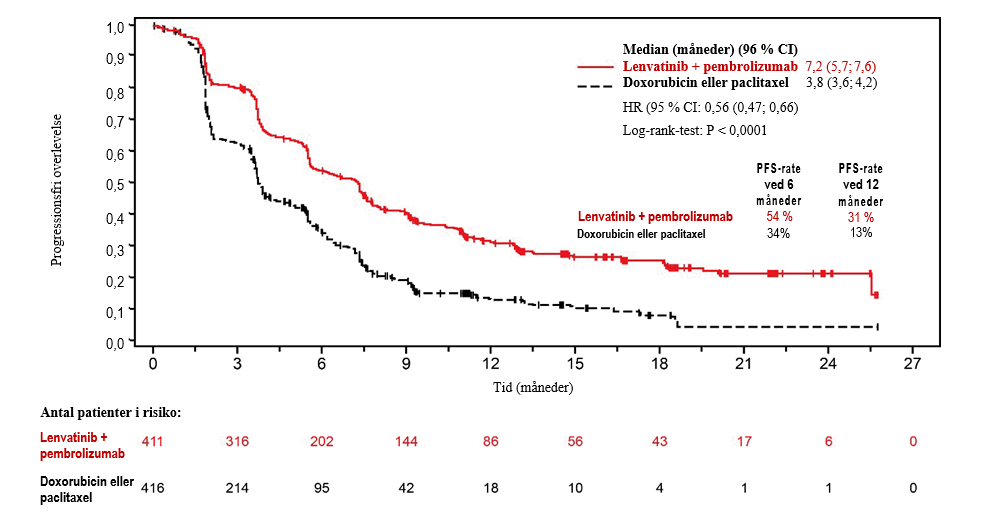 Progressionsfri overlevelse
1,0
0,9
0,8
0,7
0,6
0,5
0,4
0,3
0,2
0,1
0,0
Median (måneder) (96 % CI)
Lenvatinib + pembrolizumab 7,2 (5,7; 7,6)
Doxorubicin eller paclitaxel 3,8 (3,6; 4,2)
HR (95 % CI: 0,56 (0,47; 0,66)
Log-rank-test: P < 0,0001
PFS-rate PFS-rate
ved 6 ved 12
måneder måneder
Lenvatinib + pembrolizumab 54 % 31 %
Doxorubicin eller paclitaxel 34% 13%
0 3 6 9 12 15 18 21 24 27
Tid (måneder)
Antal patienter i risiko:
Lenvatinib +
pembrolizumab 411 316 202 144 86 56 43 17 6 0
Doxorubicin eller
paclitaxel 416 214 95 42 18 10 4 1 1 0